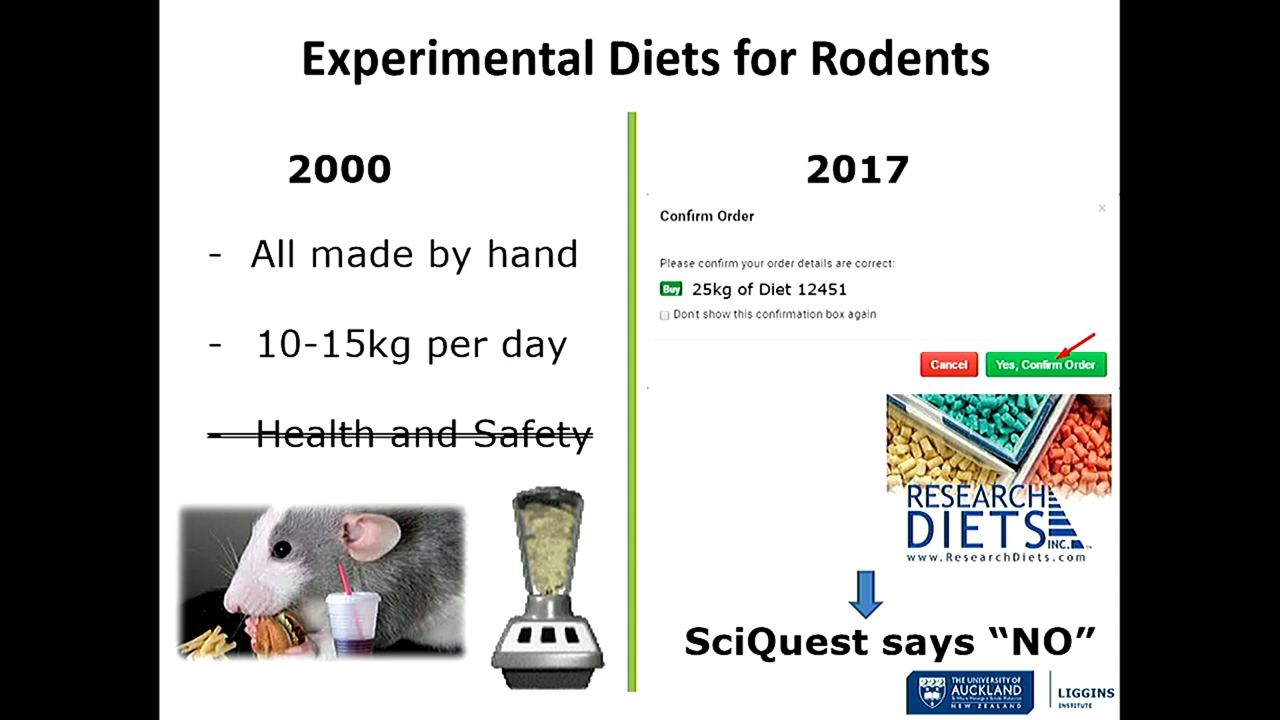 Experimental Diets for Rodents
2000
- All made by hand
- 10-15kg per day
- Health and Safety
2017
Confirm Order
×
Please confirm your order details are correct:
Buy 25kg of Diet 12451
Don't show this confirmation box again
Cancel
Yes, Confirm Order
RESEARCH
DIETS INC.
www.ResearchDiets.com
SciQuest says “NO”
THE UNIVERSITY OF
AUCKLAND
NEW ZEALAND
LIGGINS
INSTITUTE